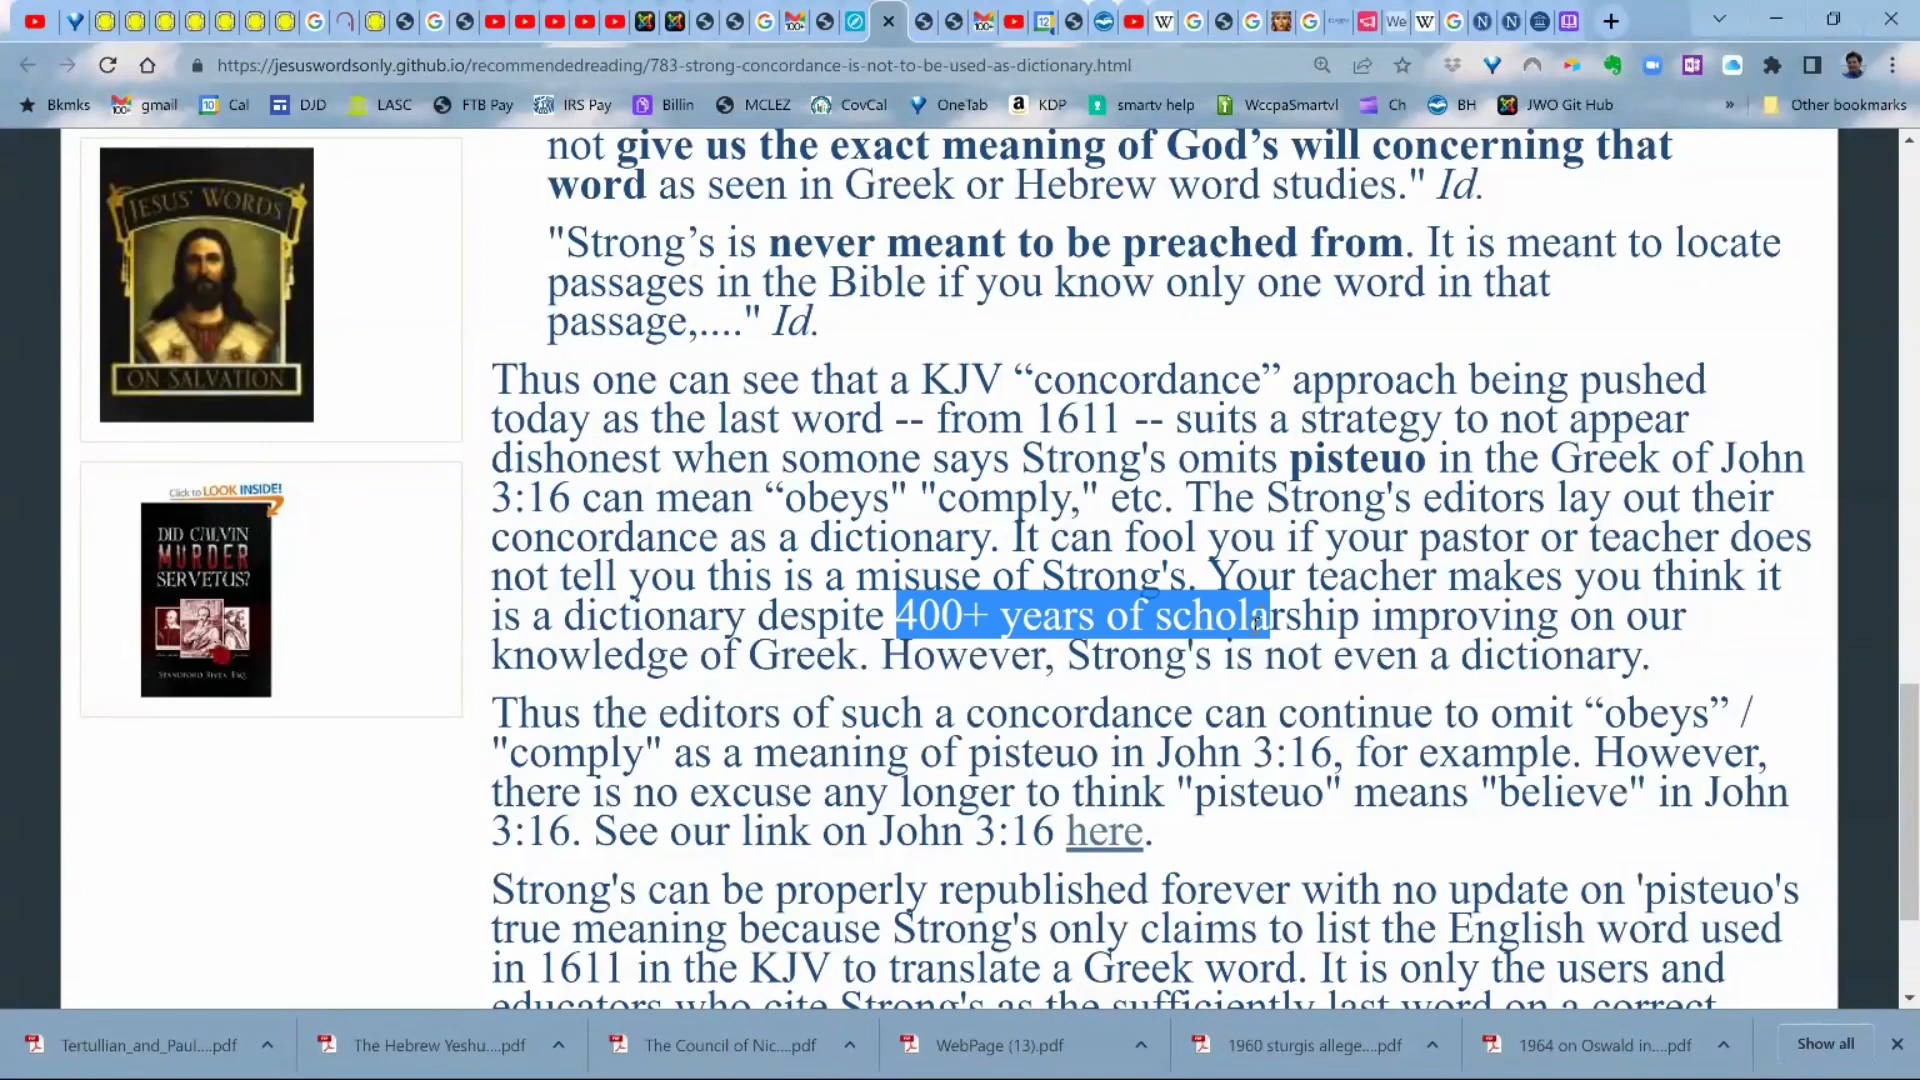 https://jesuswordsonly.github.io/recommendedreading/783-strong-concordance-is-not-to-be-used-as-dictionary.html
Bkmks
gmail
Cal
DJD
LASC
FTB Pay
IRS Pay
Billin
MCLEZ
CovCal
OneTab
KDP
smartv help
WccpaSmartvl
Ch
BH
JWO Git Hub
»
Other bookmarks
JESUS' WORDS
ON SALVATION
Click to LOOK INSIDE!
DID CALVIN
MURDER
SERVETUS?
STANDFORD RIVES, ESQ.
not give us the exact meaning of God’s will concerning that
word as seen in Greek or Hebrew word studies." Id.
"Strong’s is never meant to be preached from. It is meant to locate
passages in the Bible if you know only one word in that
passage,...." Id.
Thus one can see that a KJV “concordance” approach being pushed
today as the last word -- from 1611 -- suits a strategy to not appear
dishonest when somone says Strong's omits pisteuo in the Greek of John
3:16 can mean “obeys" "comply," etc. The Strong's editors lay out their
concordance as a dictionary. It can fool you if your pastor or teacher does
not tell you this is a misuse of Strong's. Your teacher makes you think it
is a dictionary despite 400+ years of scholarship improving on our
knowledge of Greek. However, Strong's is not even a dictionary.
Thus the editors of such a concordance can continue to omit “obeys” /
"comply" as a meaning of pisteuo in John 3:16, for example. However,
there is no excuse any longer to think "pisteuo" means "believe" in John
3:16. See our link on John 3:16 here.
Strong's can be properly republished forever with no update on 'pisteuo's
true meaning because Strong's only claims to list the English word used
in 1611 in the KJV to translate a Greek word. It is only the users and
educators who cite Strong's as the sufficiently last word on a correct
Tertullian_and_Paul....pdf
The Hebrew Yeshu....pdf
The Council of Nic....pdf
WebPage (13).pdf
1960 sturgis allege....pdf
1964 on Oswald in....pdf
Show all